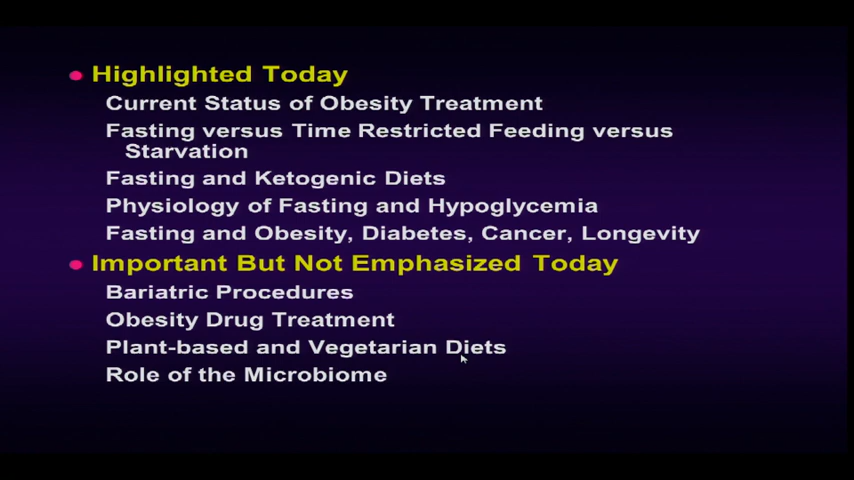 Highlighted Today
Current Status of Obesity Treatment
Fasting versus Time Restricted Feeding versus
Starvation
Fasting and Ketogenic Diets
Physiology of Fasting and Hypoglycemia
Fasting and Obesity, Diabetes, Cancer, Longevity
Important But Not Emphasized Today
Bariatric Procedures
Obesity Drug Treatment
Plant-based and Vegetarian Diets
Role of the Microbiome